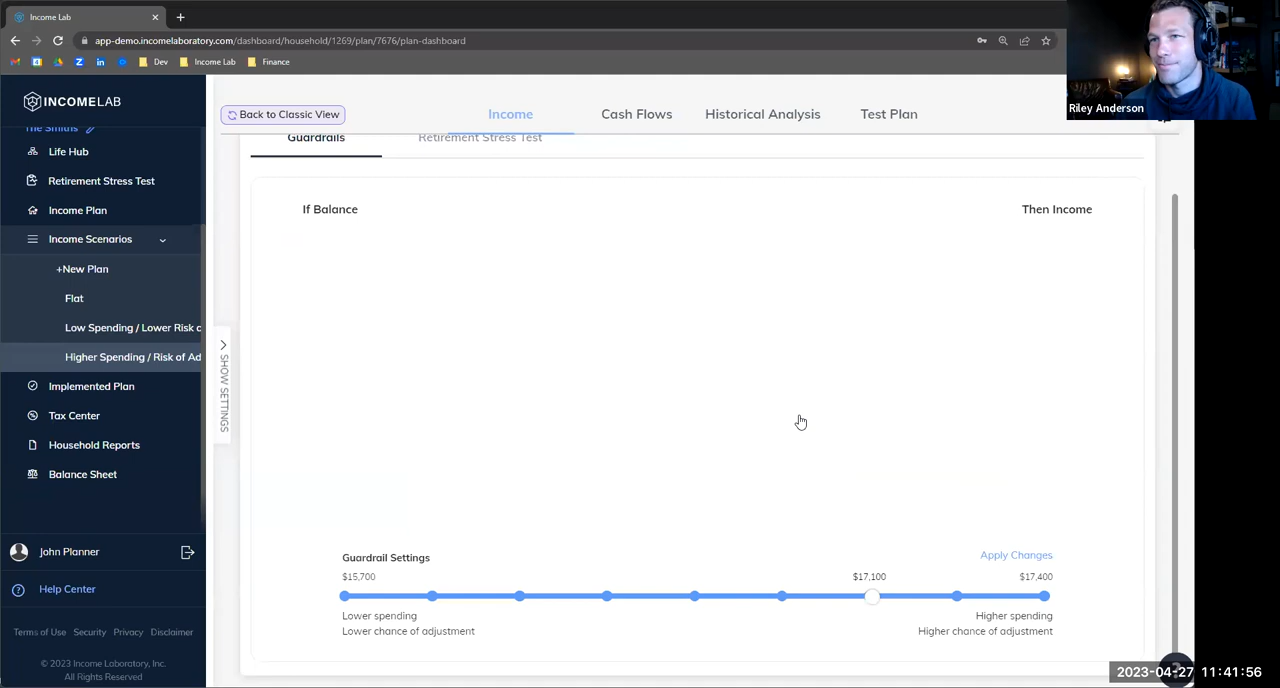 Income Lab
app-demo.incomelaboratory.com/dashboard/household/1269/plan/7676/plan-dashboard
Dev
Income Lab
Finance
Riley Anderson
INCOMELAB
The Smiths
Life Hub
Retirement Stress Test
Income Plan
Income Scenarios
+New Plan
Flat
Low Spending / Lower Risk o
Higher Spending / Risk of Ad
Implemented Plan
Tax Center
Household Reports
Balance Sheet
John Planner
Help Center
Terms of Use Security Privacy Disclaimer
© 2023 Income Laboratory, Inc.
All Rights Reserved
Back to Classic View
Income
Cash Flows
Historical Analysis
Test Plan
Guardrails
Retirement Stress Test
SHOW SETTINGS
If Balance
Then Income
Guardrail Settings
Apply Changes
$15,700
$17,100
$17,400
Lower spending
Lower chance of adjustment
Higher spending
Higher chance of adjustment
2023-04-27 11:41:56